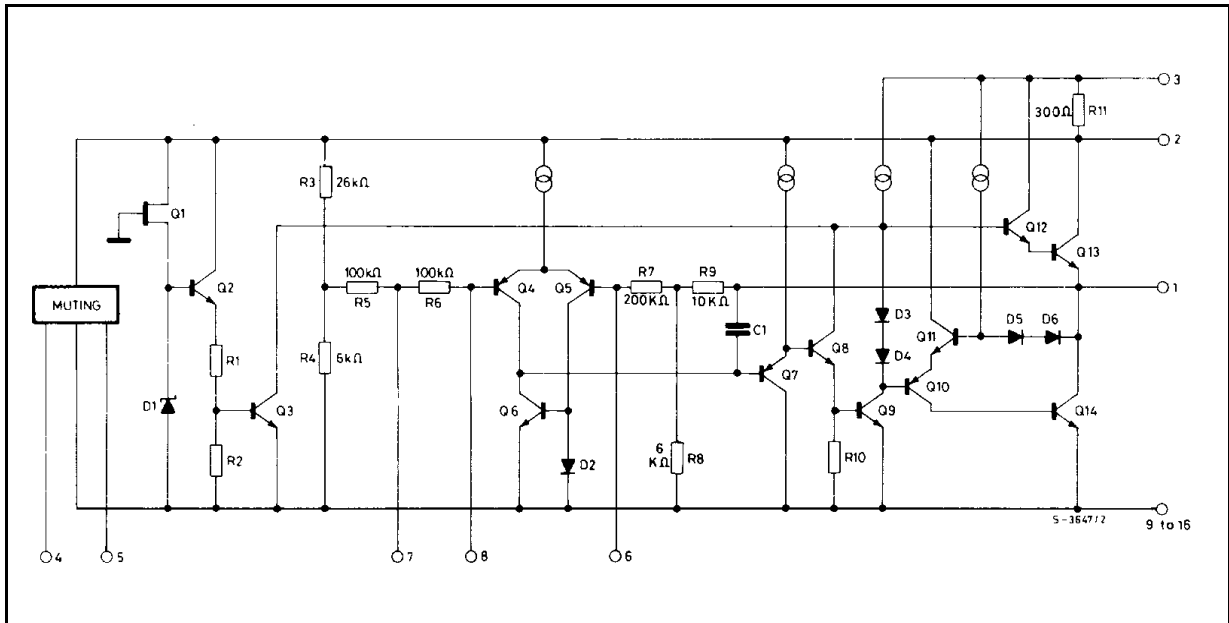 3
300Ω
R11
2
R3
26kΩ
Q1
Q12
Q13
100kΩ
100kΩ
R7
R9
Q2
R5
R6
Q4
Q5
200KΩ
10KΩ
1
MUTING
C1
D3
D5
D6
R4
6kΩ
Q8
Q11
R1
D4
Q7
Q10
D1
Q3
Q6
Q9
Q14
R2
D2
6
KΩ
R8
R10
S-3647/2
9 to 16
4
5
7
8
6